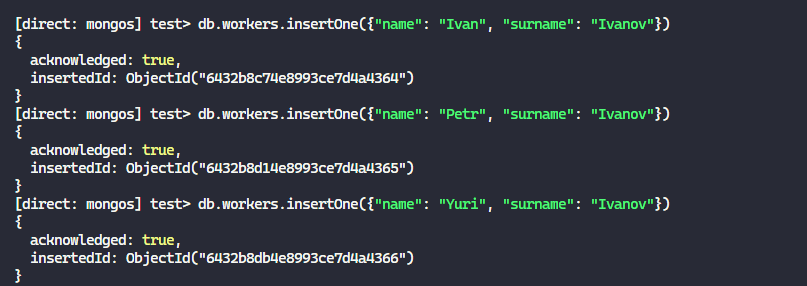 [direct: mongos] test> db.workers.insertOne({"name": "Ivan", "surname": "Ivanov"})
{
  acknowledged: true,
  insertedId: ObjectId("6432b8c74e8993ce7d4a4364")
}
[direct: mongos] test> db.workers.insertOne({"name": "Petr", "surname": "Ivanov"})
{
  acknowledged: true,
  insertedId: ObjectId("6432b8d14e8993ce7d4a4365")
}
[direct: mongos] test> db.workers.insertOne({"name": "Yuri", "surname": "Ivanov"})
{
  acknowledged: true,
  insertedId: ObjectId("6432b8db4e8993ce7d4a4366")
}